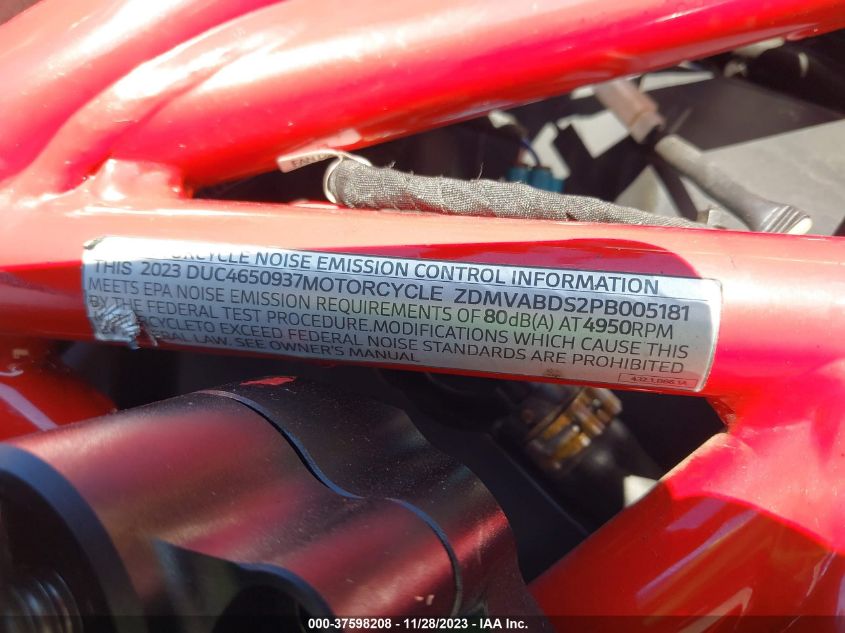 FAN
CYCLE NOISE EMISSION CONTROL INFORMATION
THIS 2023 DUC4650937MOTORCYCLE ZDMVABDS2PB005181
MEETS EPA NOISE EMISSION REQUIREMENTS OF 80dB(A) AT 4950RPM
BY THE FEDERAL TEST PROCEDURE.MODIFICATIONS WHICH CAUSE THIS
CYCLETO EXCEED FEDERAL NOISE STANDARDS ARE PROHIBITED
LAW. SEE OWNER'S MANUAL
000-37598208 - 11/28/2023 - IAA Inc.